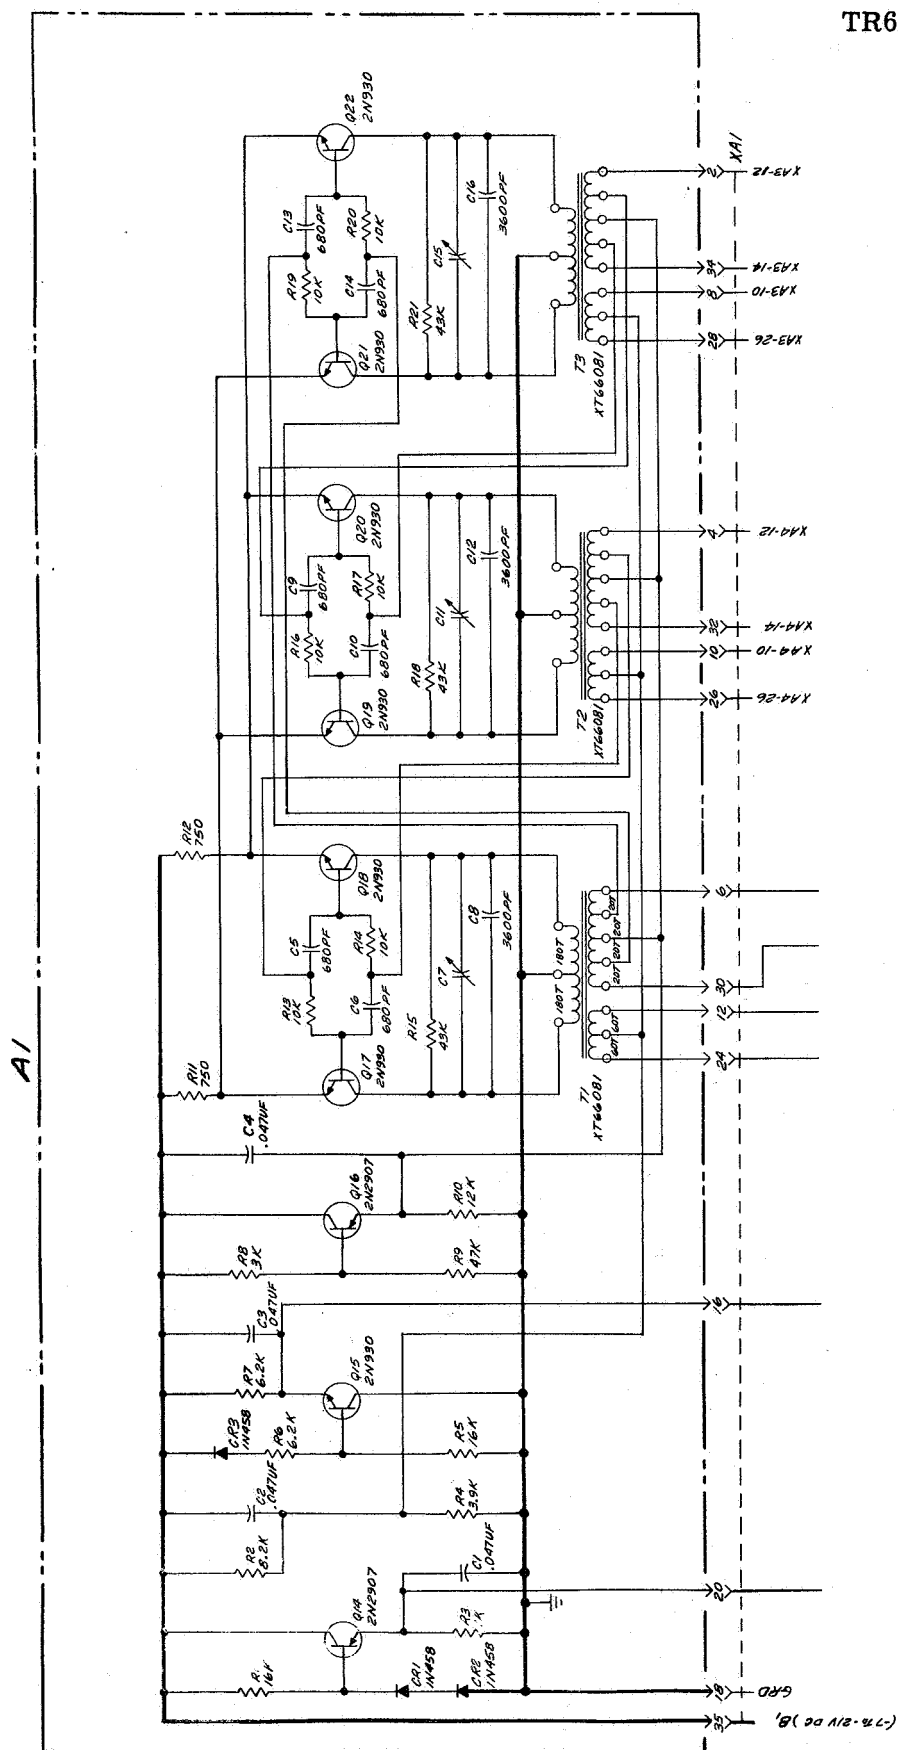 TR6
A1
XA1
Q22
2N930
C13
680PF
R20
10K
R19
10K
C14
680PF
Q21
2N930
R21
43K
C15
C16
3600PF
T3
XT66081
2
XA3-12
34
XA3-14
8
XA3-10
28
XA3-26
Q20
2N930
C9
680PF
R17
10K
R16
10K
C10
680PF
Q19
2N930
R18
43K
C11
C12
3600PF
T2
XT66081
4
XA4-12
32
XA4-14
10
XA4-10
26
XA4-26
R12
750
Q18
2N930
C5
680PF
R14
10K
R13
10K
C6
680PF
Q17
2N930
R15
43K
C7
C8
3600PF
180T
180T
20T
20T
20T
20T
60T
60T
T1
XT66081
6
30
12
24
R11
750
C4
.047UF
Q16
2N2907
R10
12K
R8
3K
R9
47K
C3
.047UF
16
R7
6.2K
Q15
2N930
CR3
1N458
R6
6.2K
R5
16K
C2
.047UF
R4
3.9K
R2
8.2K
C1
.047UF
20
Q14
2N2907
R3
K
R
16K
CR1
1N458
CR2
1N458
18
GRD
35